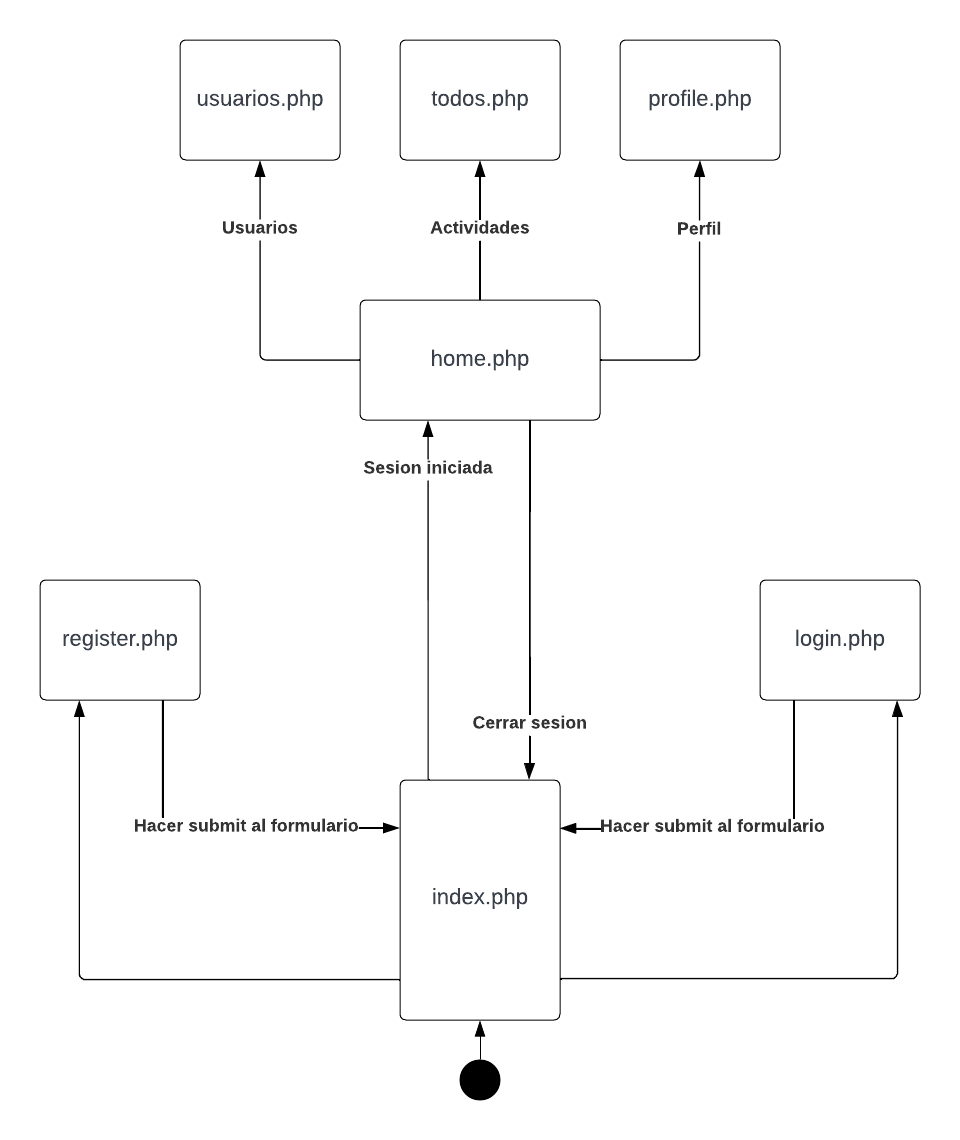 usuarios.php
todos.php
profile.php
Usuarios
Actividades
Perfil
home.php
Sesion iniciada
register.php
login.php
Cerrar sesion
Hacer submit al formulario
Hacer submit al formulario
index.php